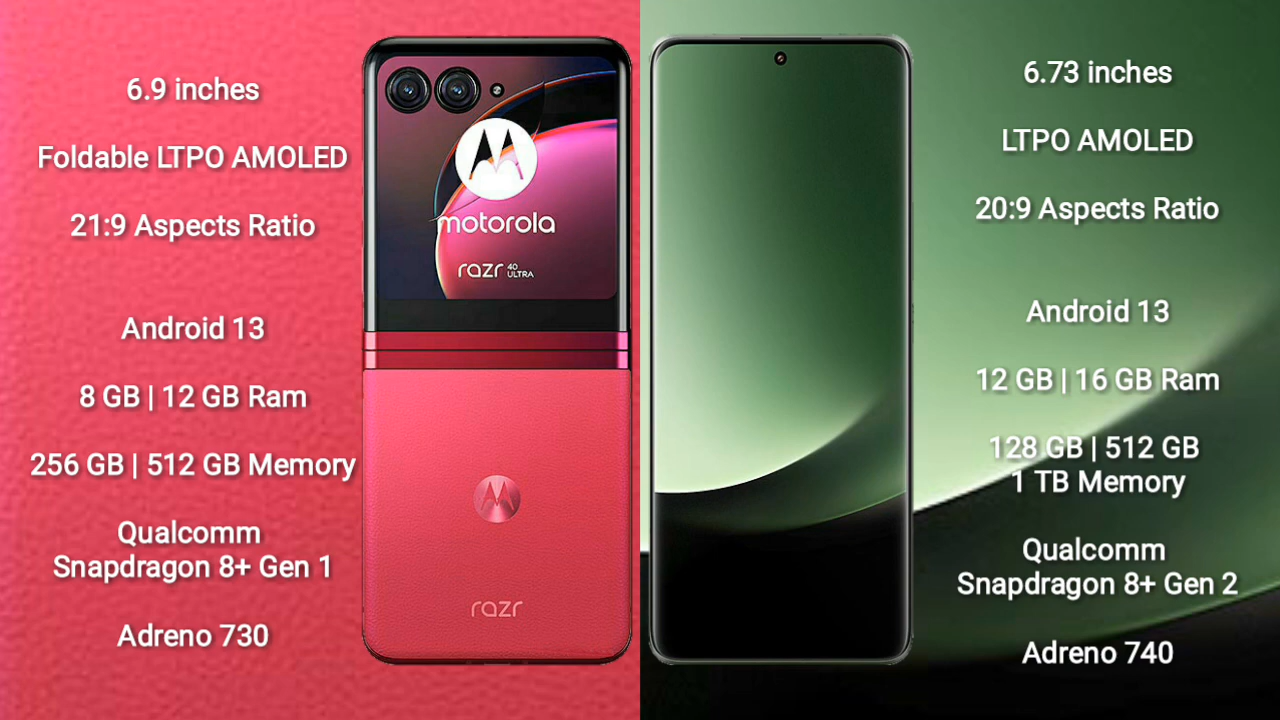 6.9 inches
Foldable LTPO AMOLED
21:9 Aspects Ratio
Android 13
8 GB | 12 GB Ram
256 GB | 512 GB Memory
Qualcomm
Snapdragon 8+ Gen 1
Adreno 730
motorola
razr 40 ULTRA
razr
6.73 inches
LTPO AMOLED
20:9 Aspects Ratio
Android 13
12 GB | 16 GB Ram
128 GB | 512 GB
1 TB Memory
Qualcomm
Snapdragon 8+ Gen 2
Adreno 740